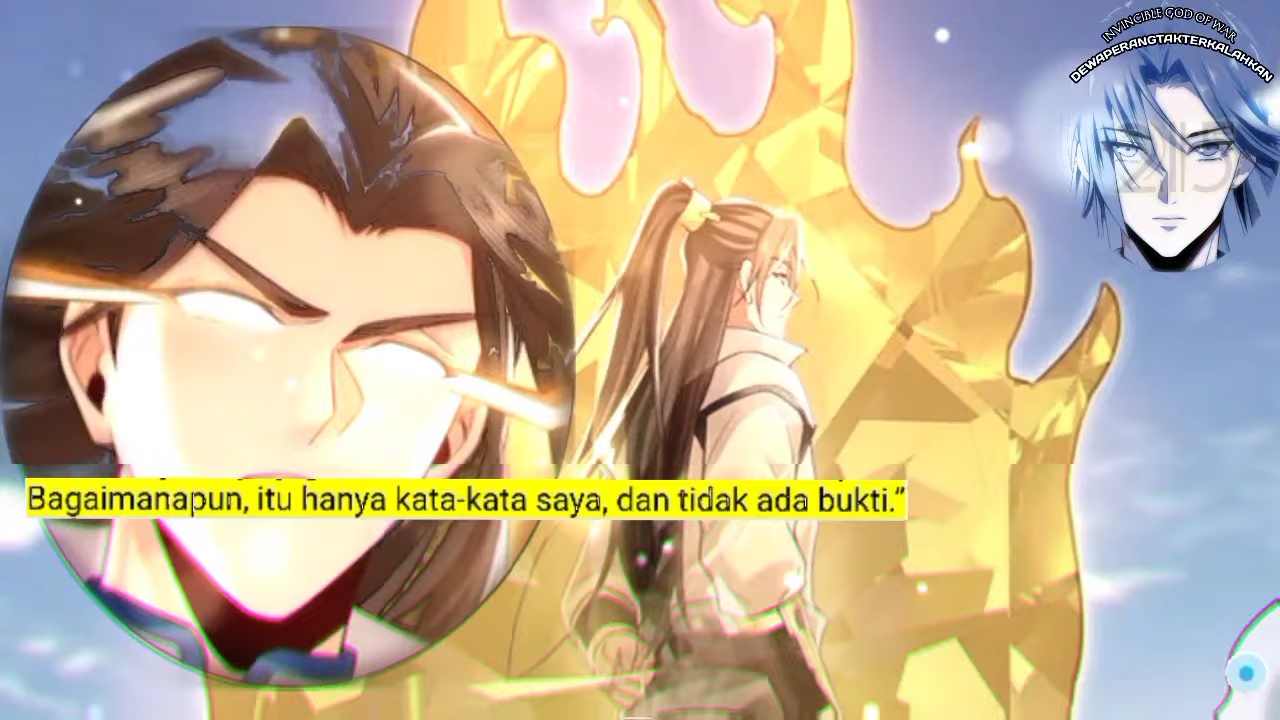 INVINCIBLE GOD OF WAR
DEWAPERANGTAKTERKALAHKAN
Bagaimanapun, itu hanya kata-kata saya, dan tidak ada bukti.”